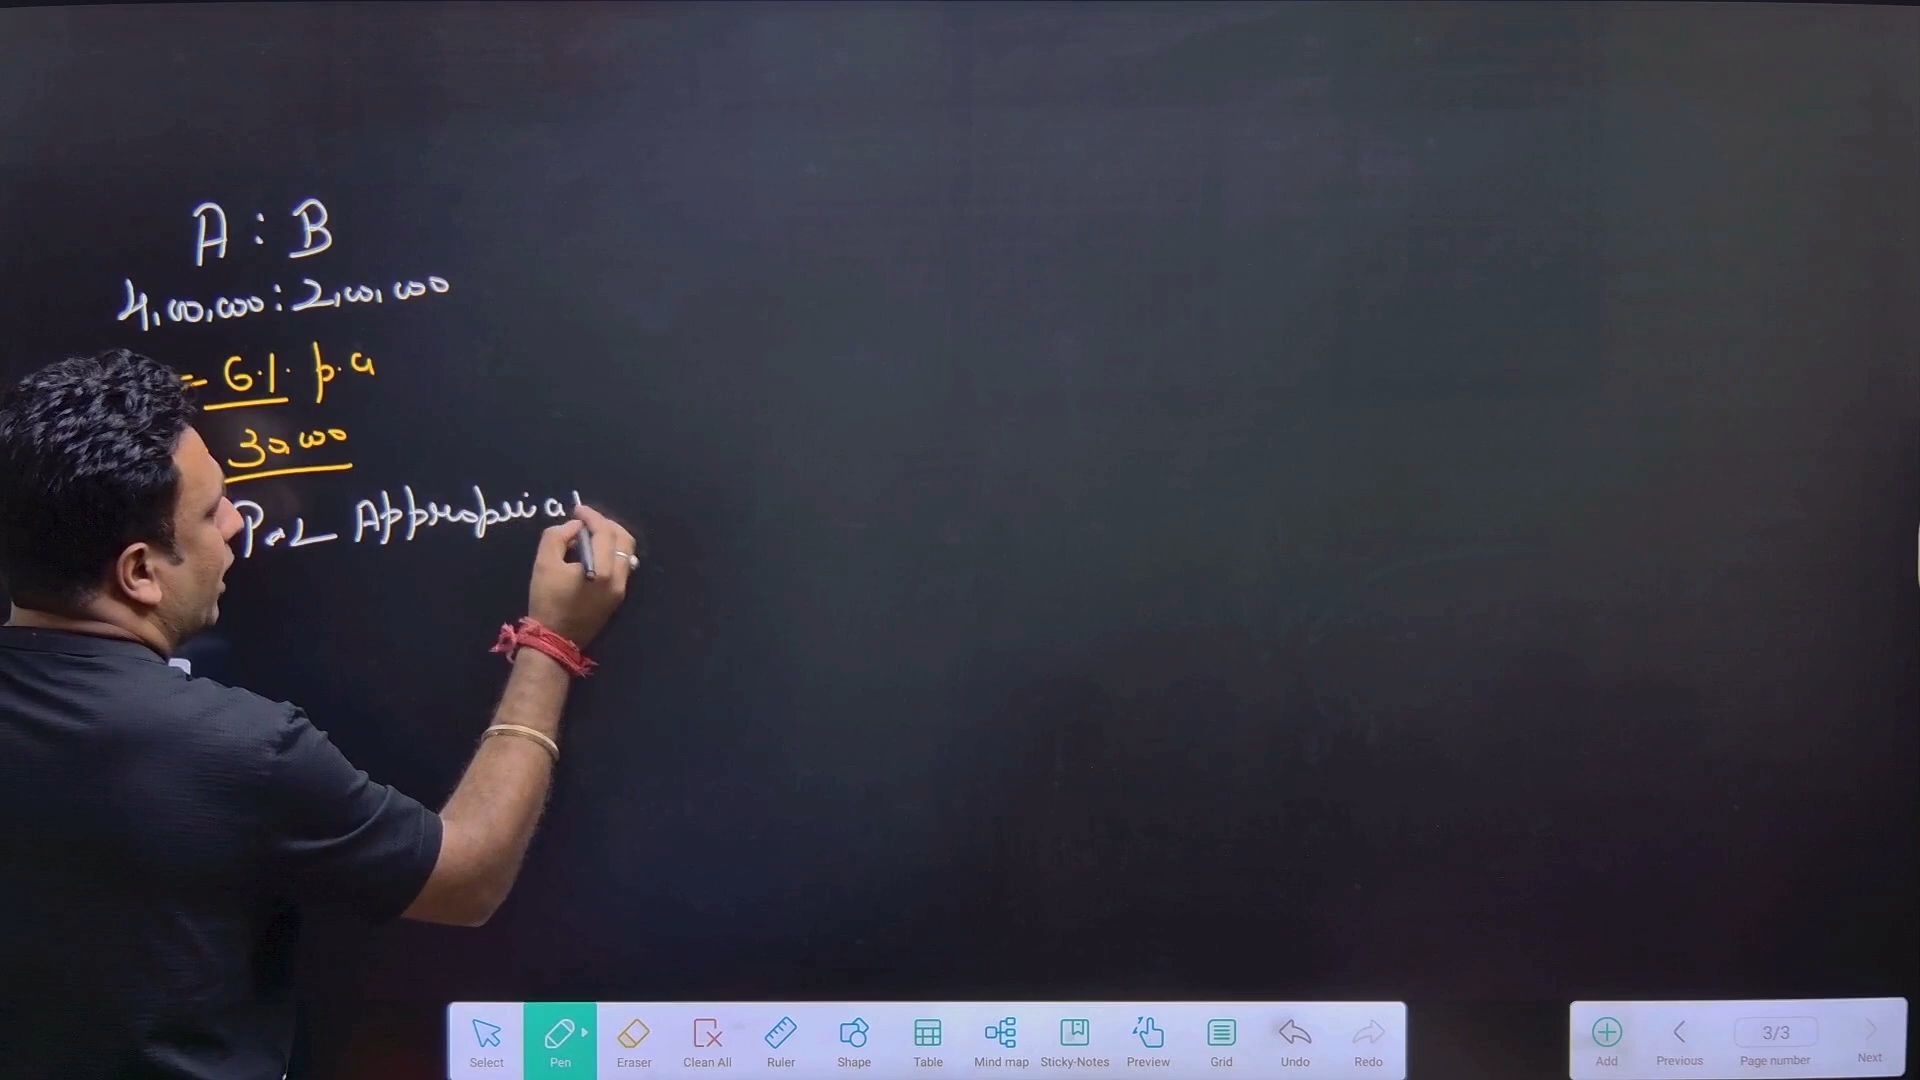 A : B
4,00,000 : 2,00,000
= 6% p.a
30,000
P&L Appropriat
Select
Pen
Eraser
Clean All
Ruler
Shape
Table
Mind map
Sticky-Notes
Preview
Grid
Undo
Redo
Add
Previous
3/3
Page number
Next